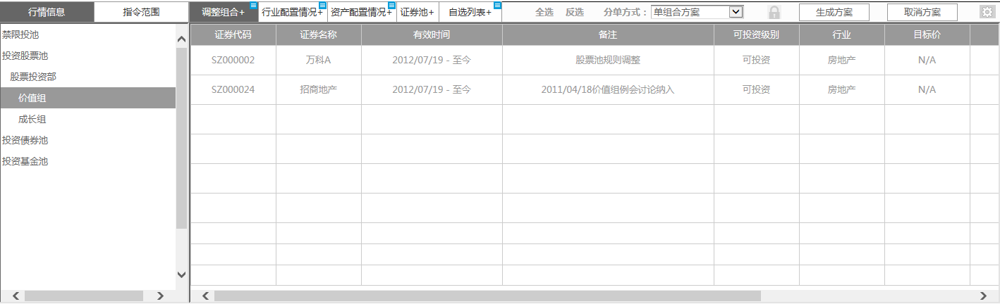 行情信息 指令范围 调整组合+ 行业配置情况+ 资产配置情况+ 证券池+ 自选列表+ 全选 反选 分单方式： 单组合方案 生成方案 取消方案
禁限投池
投资股票池
股票投资部
价值组
成长组
投资债券池
投资基金池
证券代码 证券名称 有效时间 备注 可投资级别 行业 目标价
SZ000002 万科A 2012/07/19 - 至今 股票池规则调整 可投资 房地产 N/A
SZ000024 招商地产 2012/07/19 - 至今 2011/04/18价值组例会讨论纳入 可投资 房地产 N/A